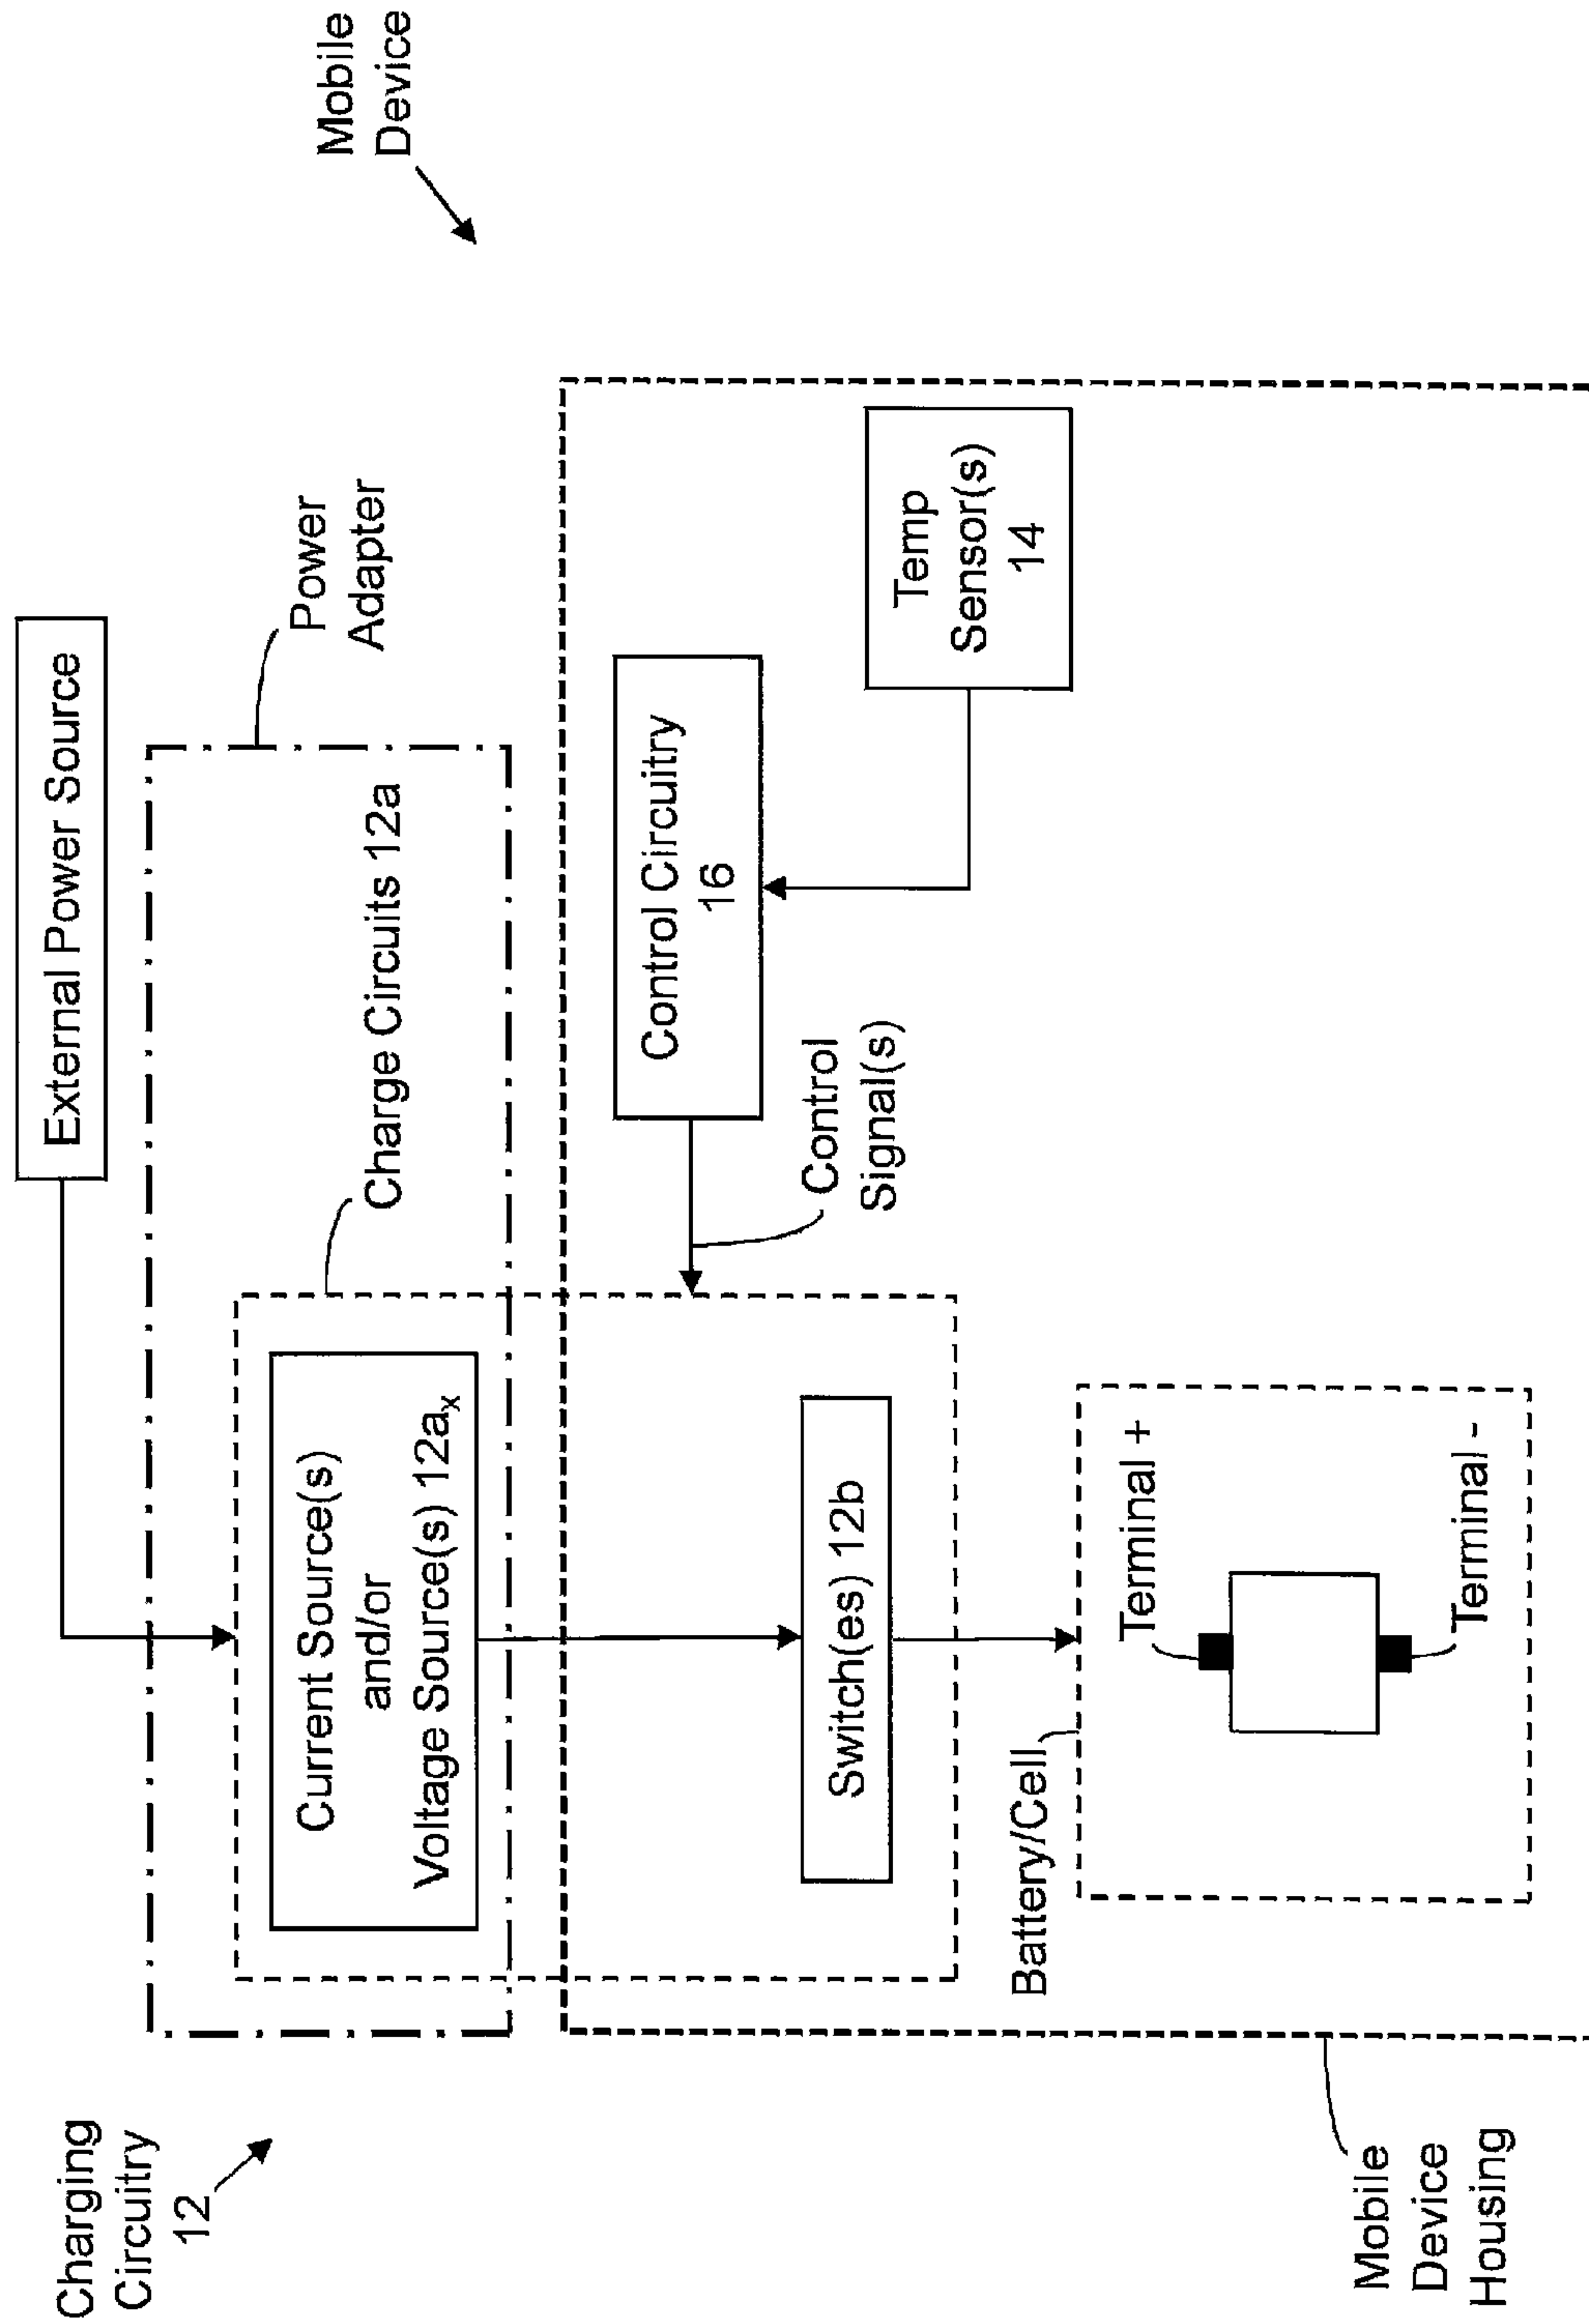 External Power Source
Charging
Circuitry
12
Power
Adapter
Mobile
Device
Charge Circuits 12a
Current Source(s)
and/or
Voltage Source(s) 12aₓ
Control Circuitry
16
Control
Signal(s)
Temp
Sensor(s)
14
Switch(es) 12b
Battery/Cell
Terminal +
Terminal -
Mobile
Device
Housing